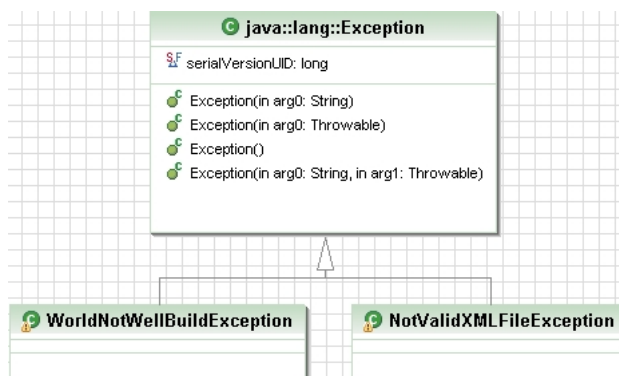 java::lang::Exception
serialVersionUID: long
Exception(in arg0: String)
Exception(in arg0: Throwable)
Exception()
Exception(in arg0: String, in arg1: Throwable)
WorldNotWellBuildException
NotValidXMLFileException